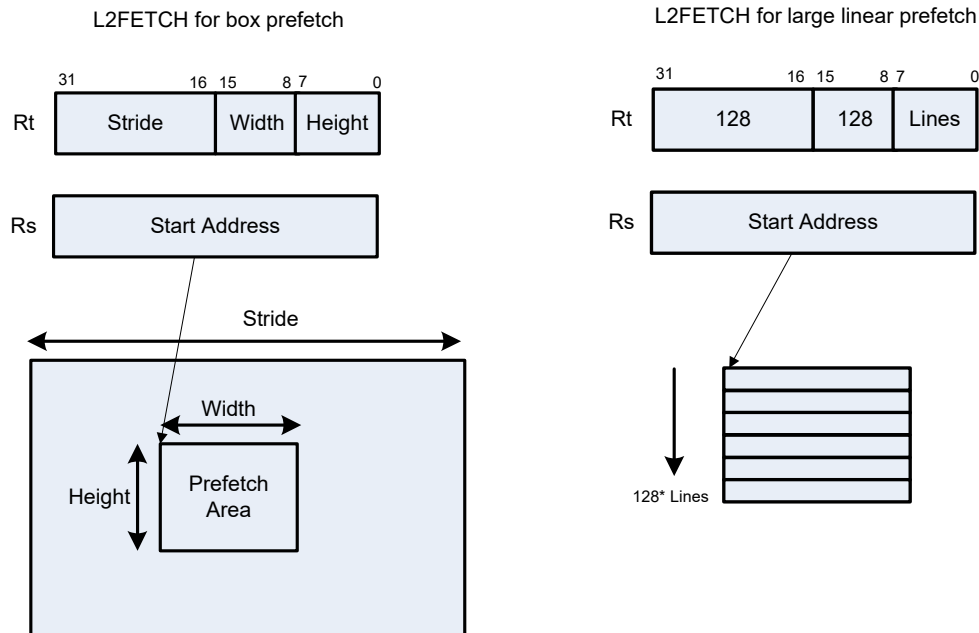 L2FETCH for box prefetch
31 16 15 8 7 0
Rt Stride Width Height
Rs Start Address
Stride
Width
Height
Prefetch
Area
L2FETCH for large linear prefetch
31 16 15 8 7 0
Rt 128 128 Lines
Rs Start Address
128* Lines